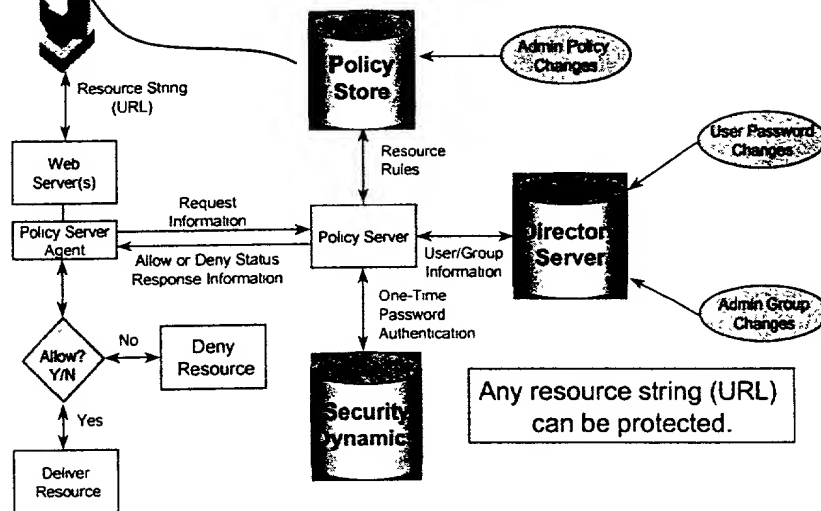 Policy
Store
Admin Policy
Changes
Resource String
(URL)
User Password
Changes
Web
Server(s)
Resource
Rules
Request
Information
Policy Server
Agent
Policy Server
Director
Server
Allow or Deny Status
Response Information
User/Group
Information
One-Time
Password
Authentication
Admin Group
Changes
Allow?
Y/N
No
Deny
Resource
Yes
Security
Dynamic
Any resource string (URL)
can be protected.
Deliver
Resource